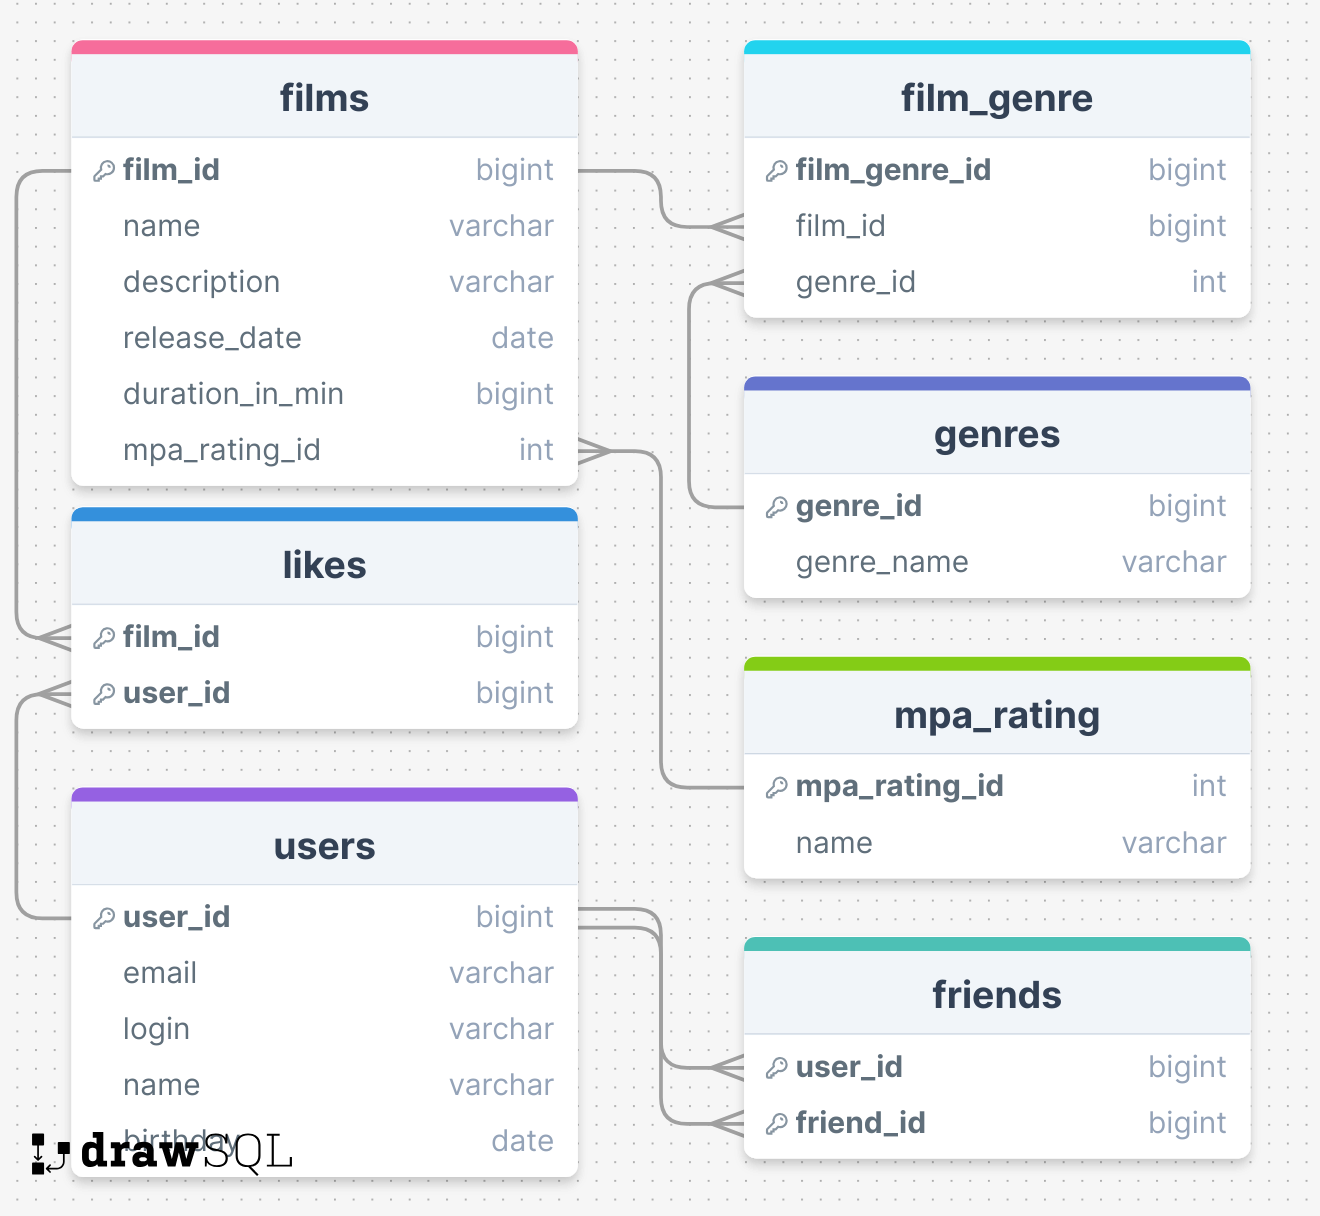 films
film_id bigint
name varchar
description varchar
release_date date
duration_in_min bigint
mpa_rating_id int
likes
film_id bigint
user_id bigint
users
user_id bigint
email varchar
login varchar
name varchar
birthday date
drawSQL
film_genre
film_genre_id bigint
film_id bigint
genre_id int
genres
genre_id bigint
genre_name varchar
mpa_rating
mpa_rating_id int
name varchar
friends
user_id bigint
friend_id bigint